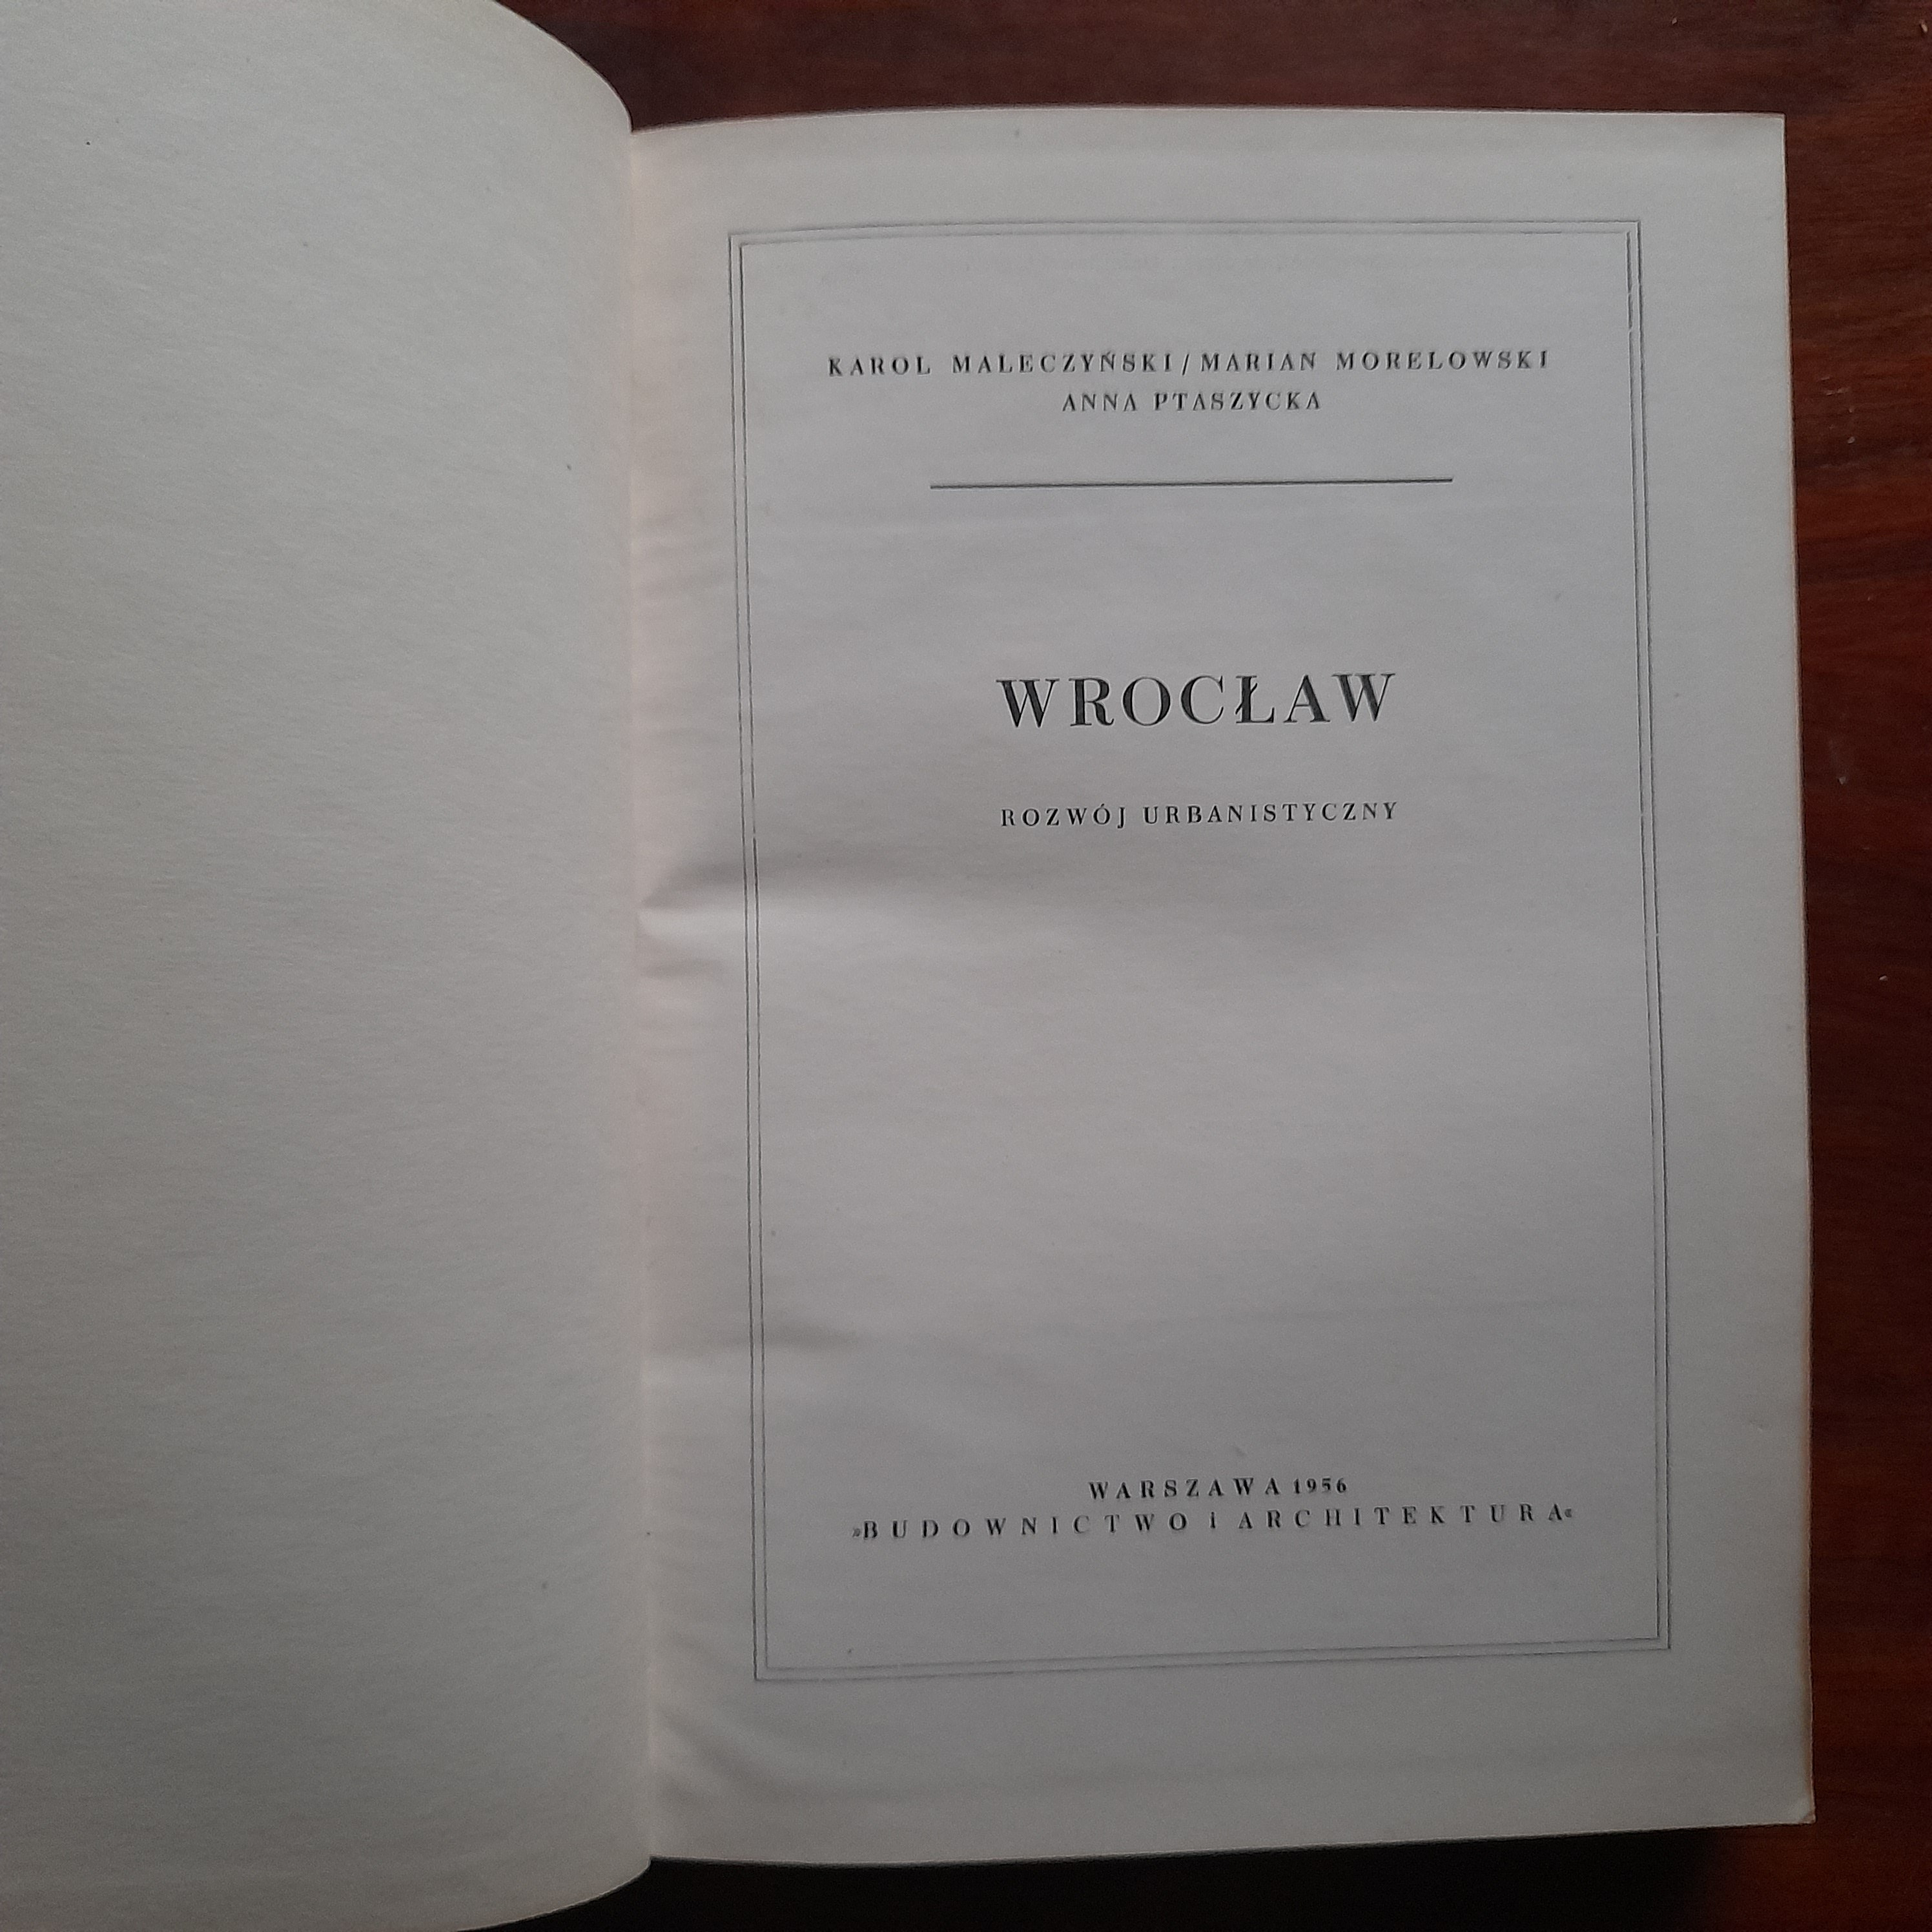 KAROL MALECZYŃSKI / MARIAN MORELOWSKI
ANNA PTASZYCKA
WROCŁAW
ROZWÓJ URBANISTYCZNY
WARSZAWA 1956
»BUDOWNICTWO i ARCHITEKTURA«